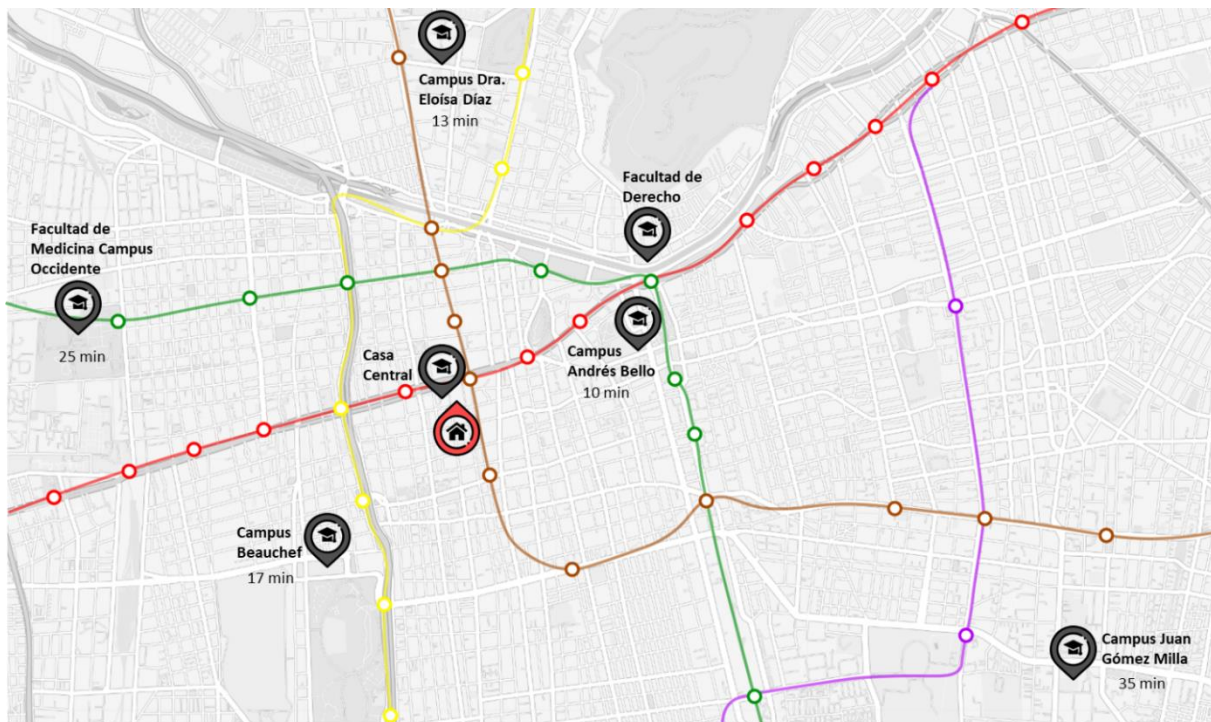 Campus Dra.
Eloísa Díaz
13 min
Facultad de
Derecho
Facultad de
Medicina Campus
Occidente
25 min
Casa
Central
Campus
Andrés Bello
10 min
Campus
Beauchef
17 min
Campus Juan
Gómez Milla
35 min